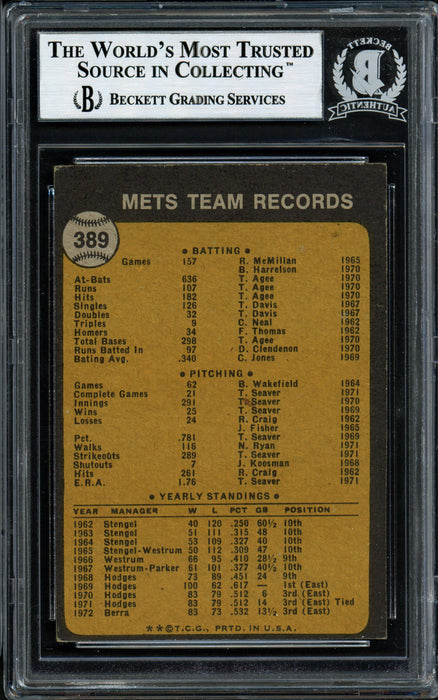 THE WORLD'S MOST TRUSTED
SOURCE IN COLLECTING™
B BECKETT GRADING SERVICES
BECKETT
B
AUTHENTIC
389
METS TEAM RECORDS
• BATTING •
Games 157 R. McMillan 1965
B. Harrelson 1970
At-Bats 636 T. Agee 1970
Runs 107 T. Agee 1970
Hits 182 T. Agee 1970
Singles 126 T. Davis 1967
Doubles 32 T. Davis 1967
Triples 9 C. Neal 1962
Homers 34 F. Thomas 1962
Total Bases 298 T. Agee 1970
Runs Batted In 97 D. Clendenon 1970
Bating Avg. .340 C. Jones 1969
• PITCHING •
Games 62 B. Wakefield 1964
Complete Games 21 T. Seaver 1971
Innings 291 T. Seaver 1970
Wins 25 T. Seaver 1969
Losses 24 R. Craig 1962
J. Fisher 1965
Pct. .781 T. Seaver 1969
Walks 116 N. Ryan 1971
Strikeouts 289 T. Seaver 1971
Shutouts 7 J. Koosman 1968
Hits 261 R. Craig 1962
E.R.A. 1.76 T. Seaver 1971
• YEARLY STANDINGS •
YEAR MANAGER W L PCT GB POSITION
1962 Stengel 40 120 .250 60½ 10th
1963 Stengel 51 111 .315 48 10th
1964 Stengel 53 109 .327 40 10th
1965 Stengel-Westrum 50 112 .309 47 10th
1966 Westrum 66 95 .410 28½ 9th
1967 Westrum-Parker 61 101 .377 40½ 10th
1968 Hodges 73 89 .451 24 9th
1969 Hodges 100 62 .617 — 1st (East)
1970 Hodges 83 79 .512 6 3rd (East)
1971 Hodges 83 79 .512 14 3rd (East) Tied
1972 Berra 83 73 .532 13½ 3rd (East)
★★©T.C.G., PRTD. IN U.S.A.